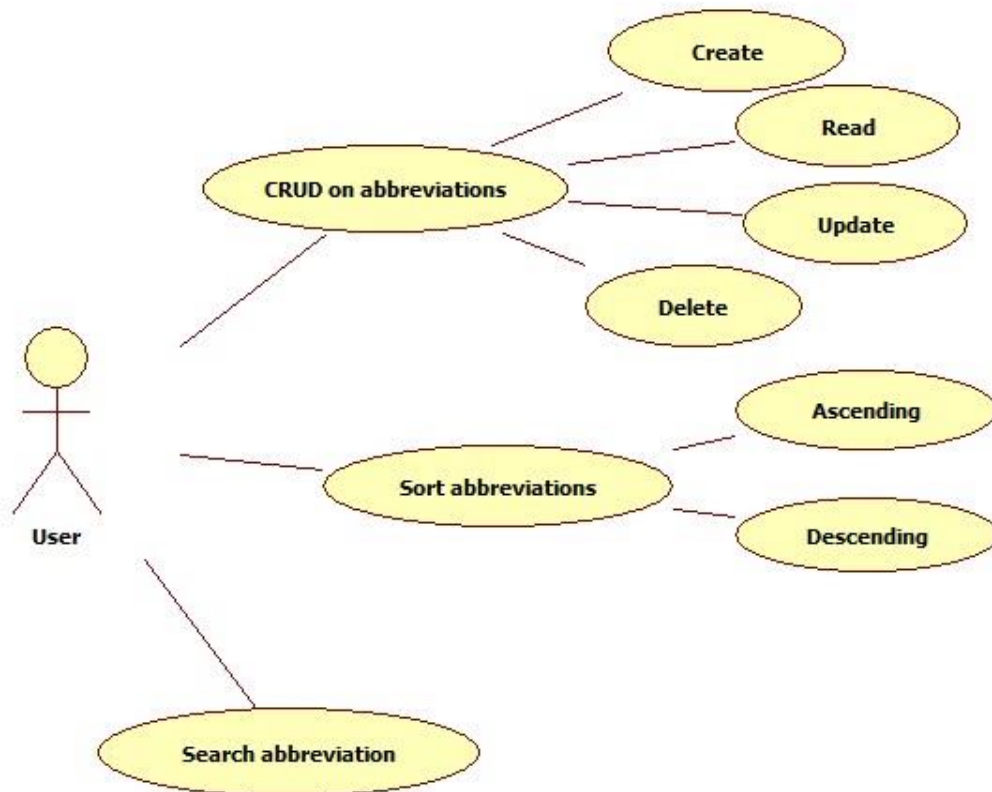 Create
Read
CRUD on abbreviations
Update
Delete
Ascending
Sort abbreviations
Descending
User
Search abbreviation